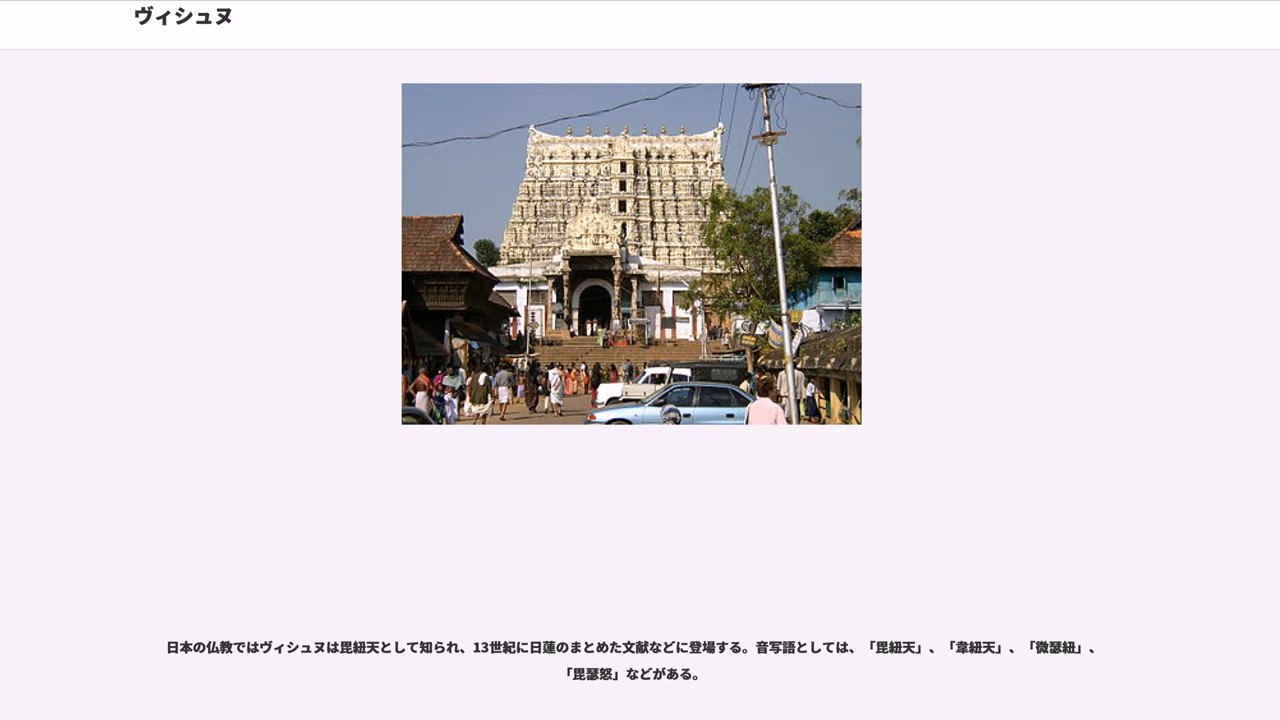 ヴィシュヌ
日本の仏教ではヴィシュヌは毘紐天として知られ、13世紀に日蓮のまとめた文献などに登場する。音写語としては、「毘紐天」、「韋紐天」、「微瑟紐」、
「毘瑟怒」などがある。